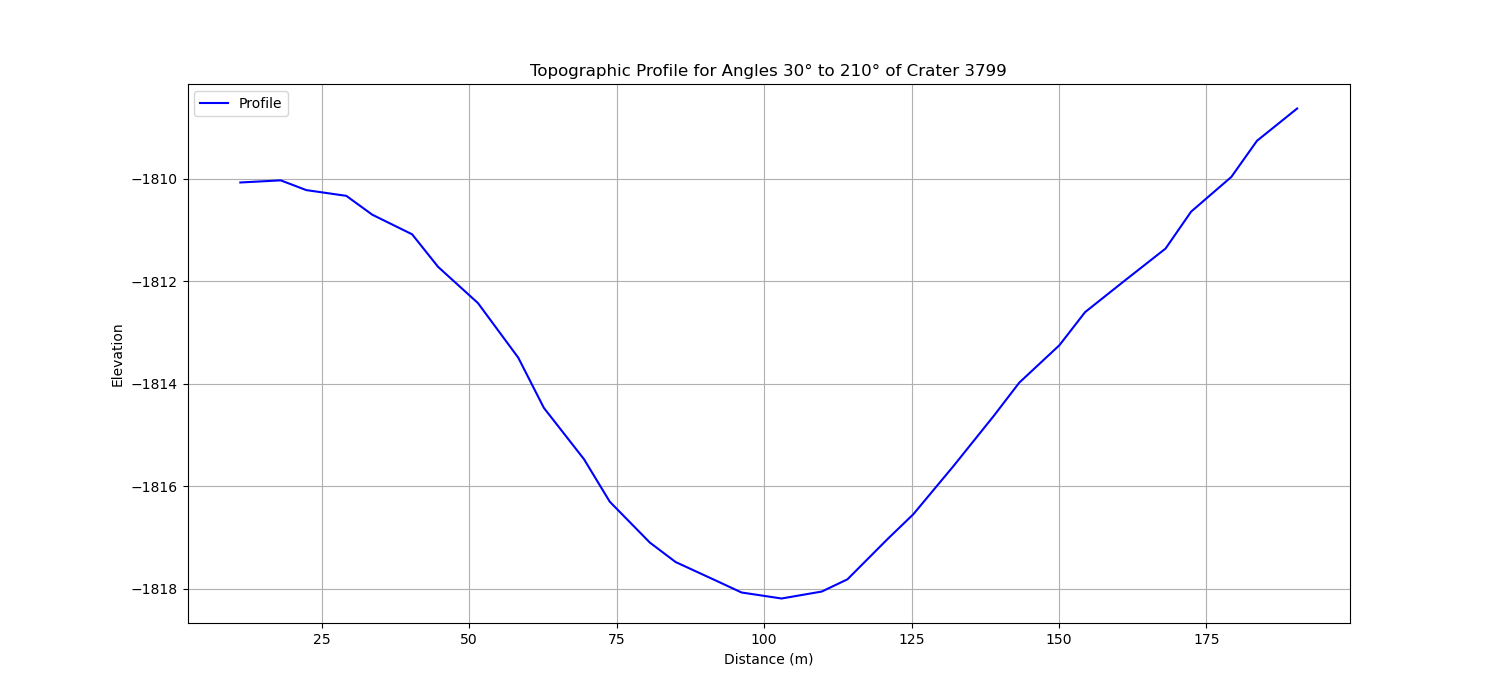 Topographic Profile for Angles 30° to 210° of Crater 3799
Profile
−1810
−1812
−1814
−1816
−1818
Elevation
25 50 75 100 125 150 175
Distance (m)